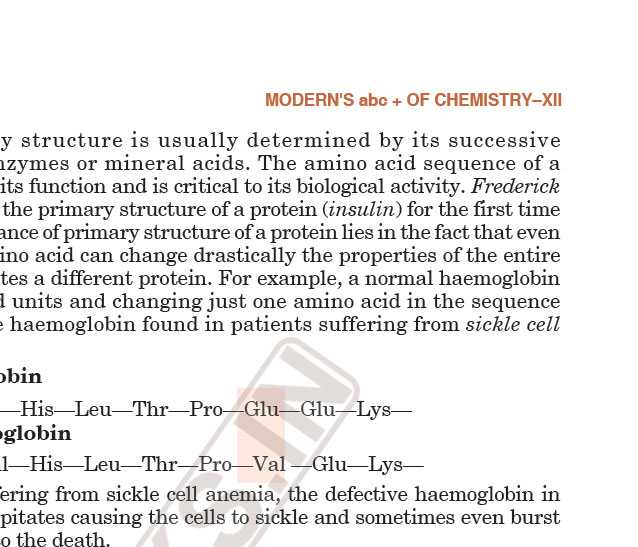 MODERN'S abc + OF CHEMISTRY–XII
y structure is usually determined by its successive
nzymes or mineral acids. The amino acid sequence of a
its function and is critical to its biological activity. Frederick
the primary structure of a protein (insulin) for the first time
ance of primary structure of a protein lies in the fact that even
ino acid can change drastically the properties of the entire
tes a different protein. For example, a normal haemoglobin
d units and changing just one amino acid in the sequence
e haemoglobin found in patients suffering from sickle cell
obin
—His—Leu—Thr—Pro—Glu—Glu—Lys—
oglobin
l—His—Leu—Thr—Pro—Val —Glu—Lys—
fering from sickle cell anemia, the defective haemoglobin in
pitates causing the cells to sickle and sometimes even burst
to the death.
KS.IN